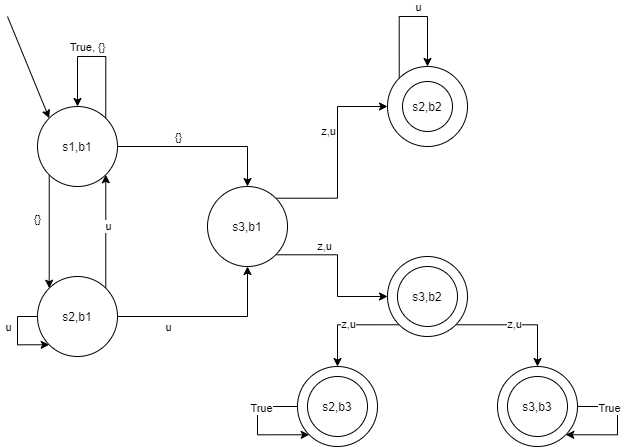 u
True, {}
s2,b2
z,u
{}
s1,b1
{}
u
s3,b1
z,u
s3,b2
s2,b1
u
u
z,u
z,u
True
s2,b3
s3,b3
True